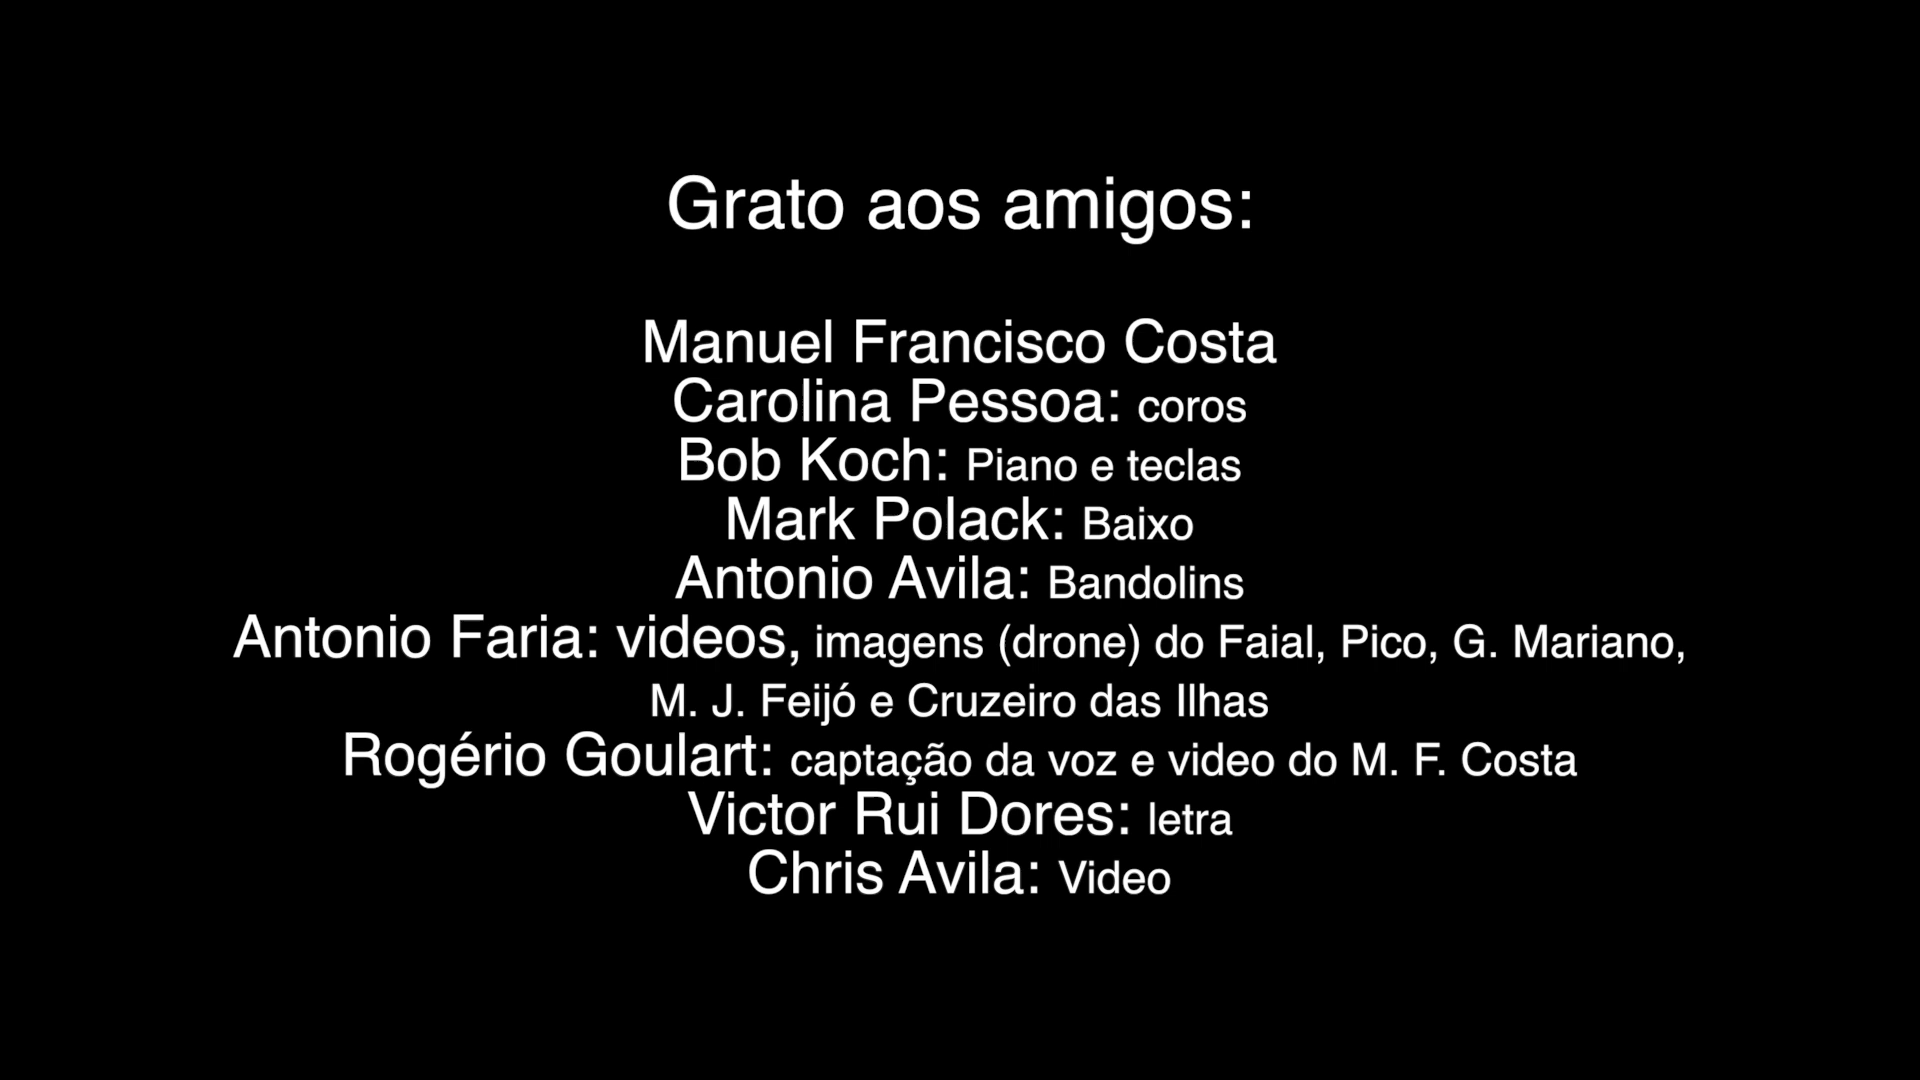 Grato aos amigos:
Manuel Francisco Costa
Carolina Pessoa: coros
Bob Koch: Piano e teclas
Mark Polack: Baixo
Antonio Avila: Bandolins
Antonio Faria: videos, imagens (drone) do Faial, Pico, G. Mariano,
M. J. Feijó e Cruzeiro das Ilhas
Rogério Goulart: captação da voz e video do M. F. Costa
Victor Rui Dores: letra
Chris Avila: Video